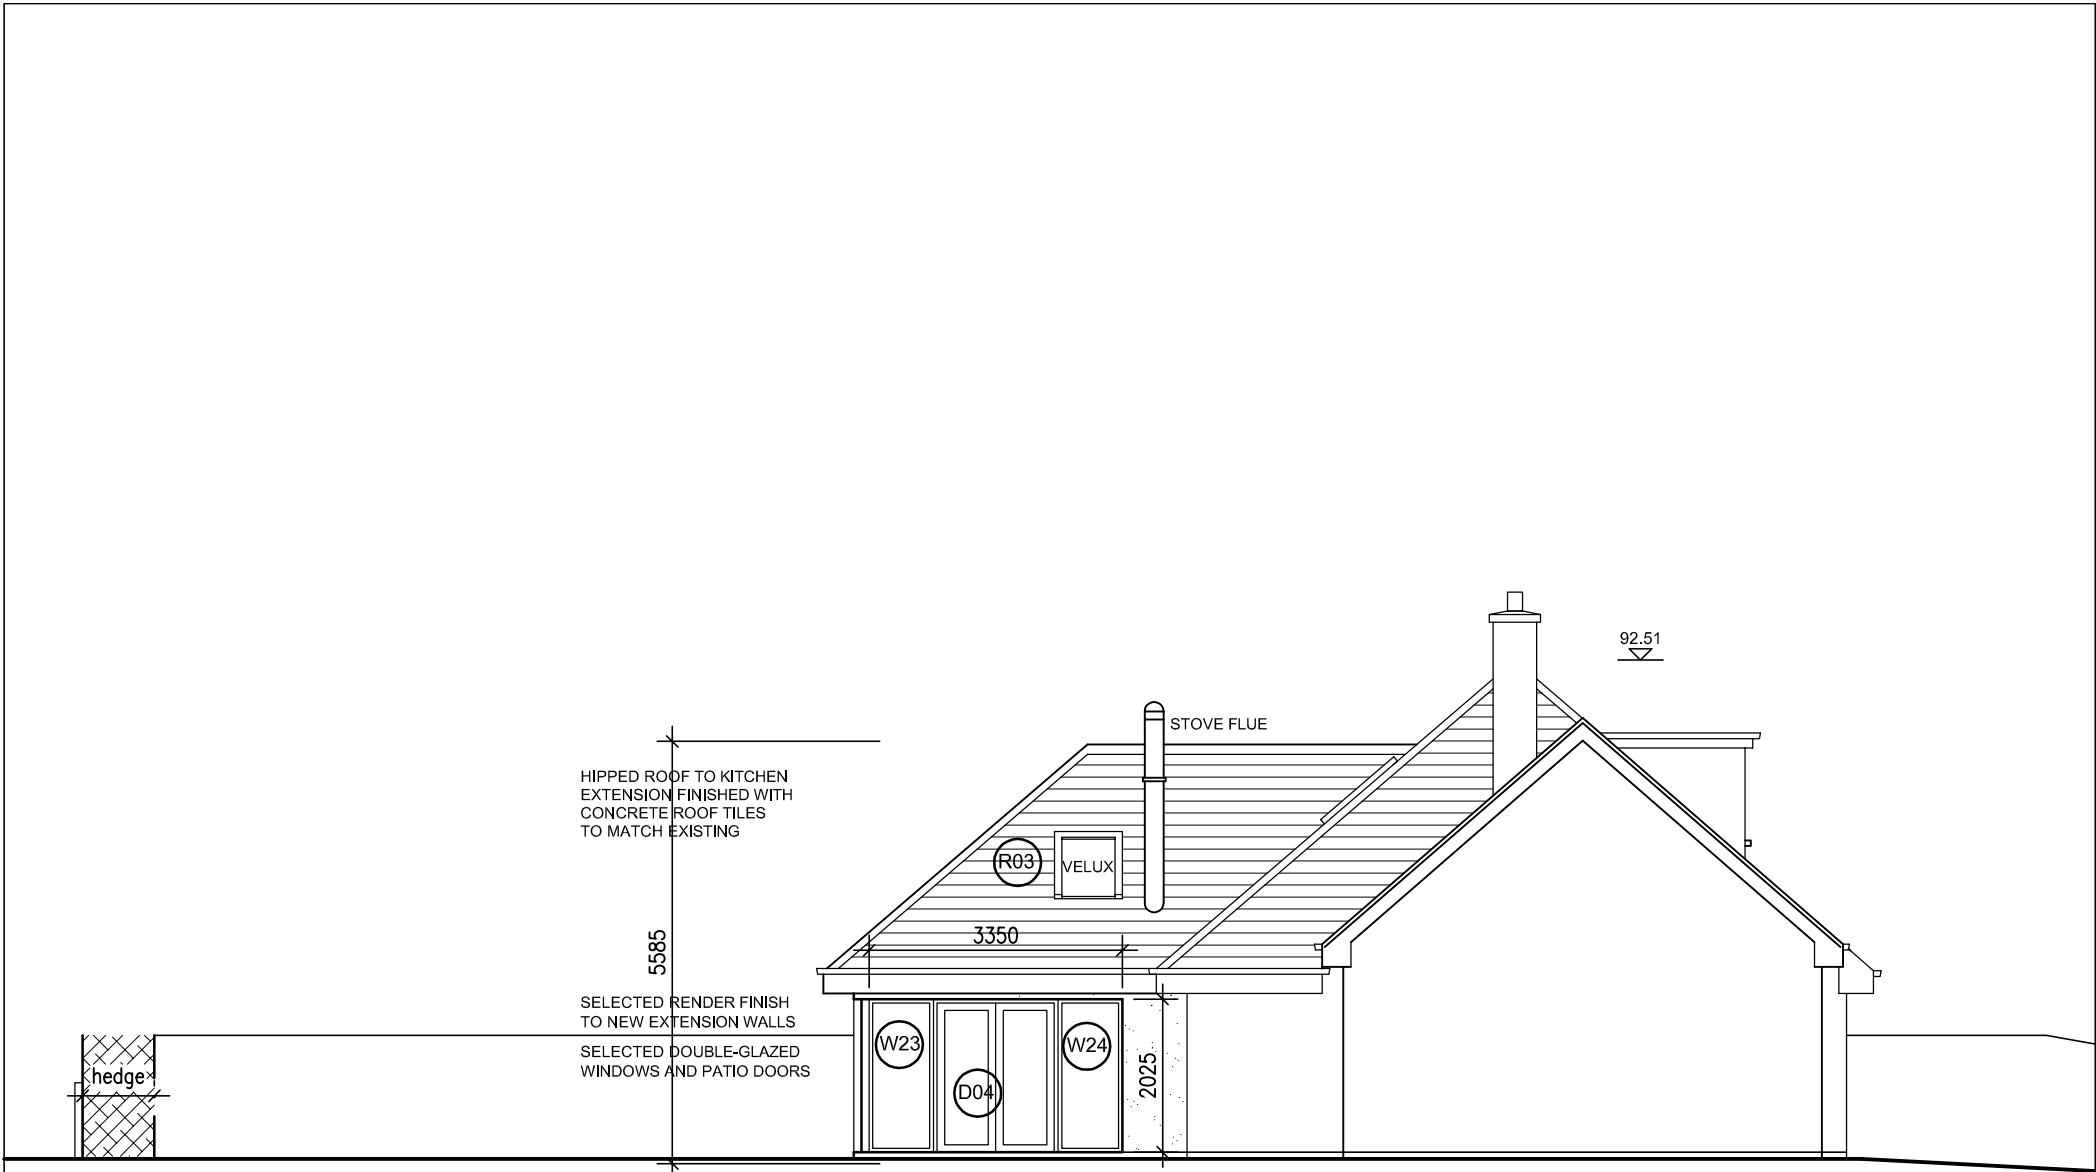 92.51
STOVE FLUE
HIPPED ROOF TO KITCHEN
EXTENSION FINISHED WITH
CONCRETE ROOF TILES
TO MATCH EXISTING
R03
VELUX
3350
5585
SELECTED RENDER FINISH
TO NEW EXTENSION WALLS
SELECTED DOUBLE-GLAZED
WINDOWS AND PATIO DOORS
W23
W24
D04
2025
hedge